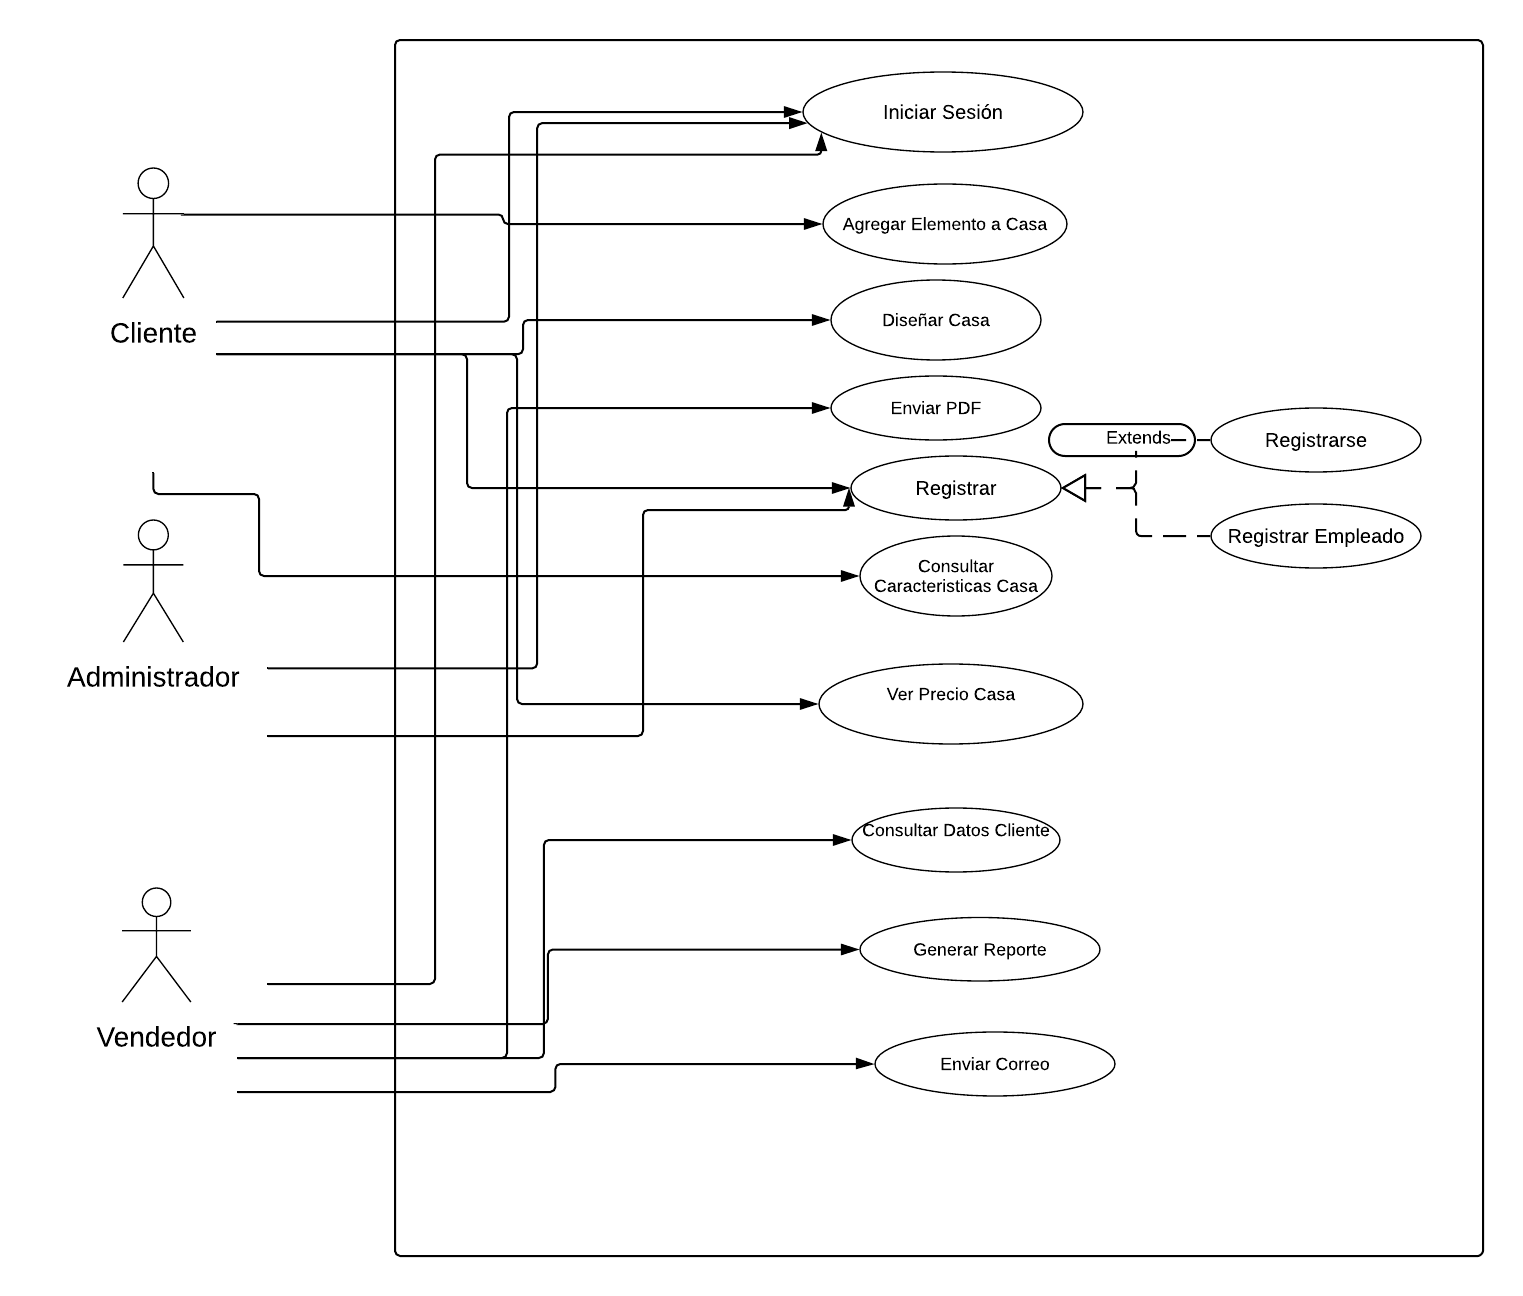 Iniciar Sesión
Agregar Elemento a Casa
Cliente
Diseñar Casa
Enviar PDF
Extends
Registrarse
Registrar
Registrar Empleado
Consultar
Caracteristicas Casa
Administrador
Ver Precio Casa
Consultar Datos Cliente
Generar Reporte
Vendedor
Enviar Correo